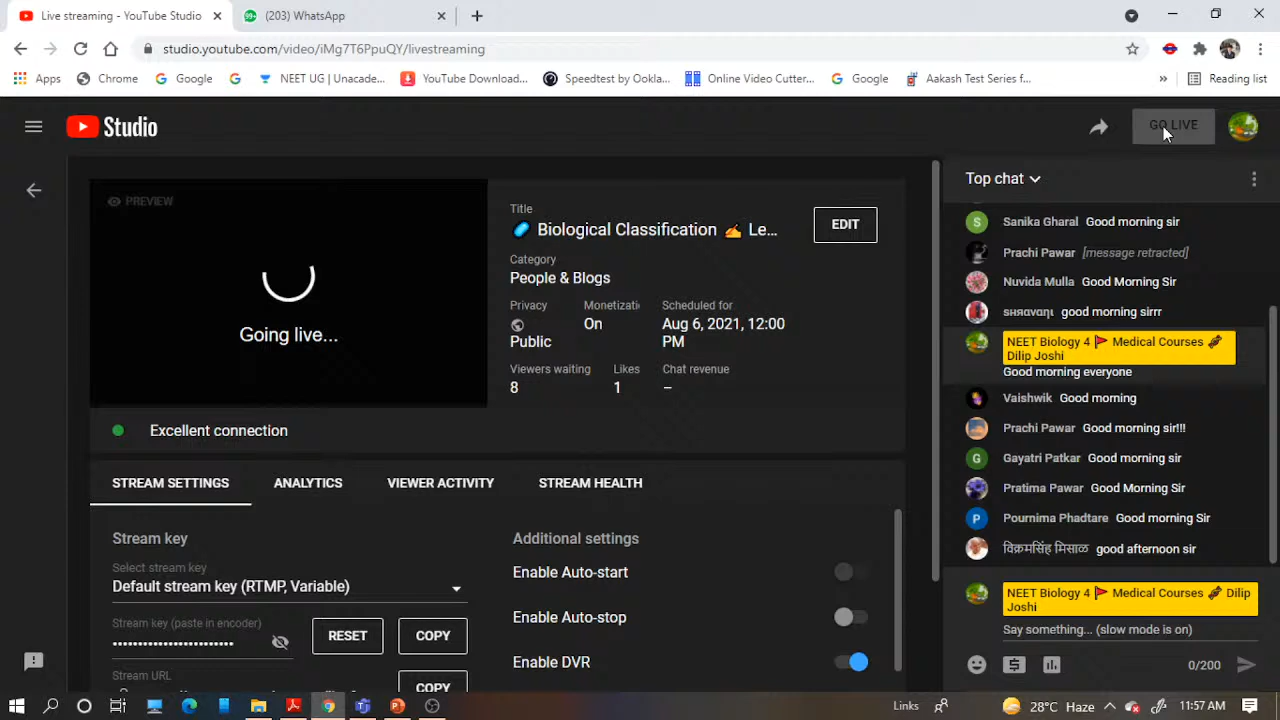 Live streaming - YouTube Studio
99+
(203) WhatsApp
studio.youtube.com/video/iMg7T6PpuQY/livestreaming
Apps
Chrome
Google
NEET UG | Unacade...
YouTube Download...
Speedtest by Ookla...
Online Video Cutter...
Google
Aakash Test Series f...
Reading list
Studio
GO LIVE
PREVIEW
Going live...
Title
Biological Classification ✍ Le...
EDIT
Category
People & Blogs
Privacy
Public
Monetizati
On
Scheduled for
Aug 6, 2021, 12:00
PM
Viewers waiting
8
Likes
1
Chat revenue
–
Excellent connection
STREAM SETTINGS
ANALYTICS
VIEWER ACTIVITY
STREAM HEALTH
Stream key
Select stream key
Default stream key (RTMP, Variable)
Stream key (paste in encoder)
RESET
COPY
Stream URL
COPY
Additional settings
Enable Auto-start
Enable Auto-stop
Enable DVR
Top chat
S
Sanika Gharal Good morning sir
Prachi Pawar [message retracted]
Nuvida Mulla Good Morning Sir
sняαvαηι good morning sirrr
NEET Biology 4 🚩 Medical Courses 🧬
Dilip Joshi
Good morning everyone
Vaishwik Good morning
Prachi Pawar Good morning sir!!!
G
Gayatri Patkar Good morning sir
Pratima Pawar Good Morning Sir
P
Pournima Phadtare Good morning Sir
विक्रमसिंह मिसाळ good afternoon sir
NEET Biology 4 🚩 Medical Courses 🧬 Dilip
Joshi
Say something... (slow mode is on)
0/200
Links
28°C Haze
11:57 AM